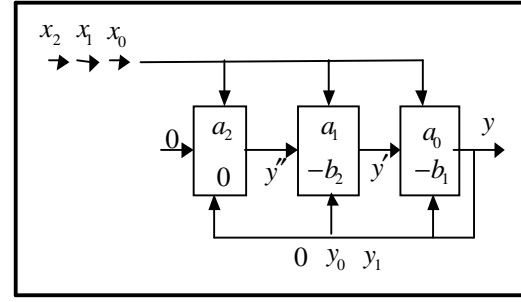 x₂ x₁ x₀
a₂ a₁ a₀ y
0 y″ y′
0 −b₂ −b₁
0 y₀ y₁